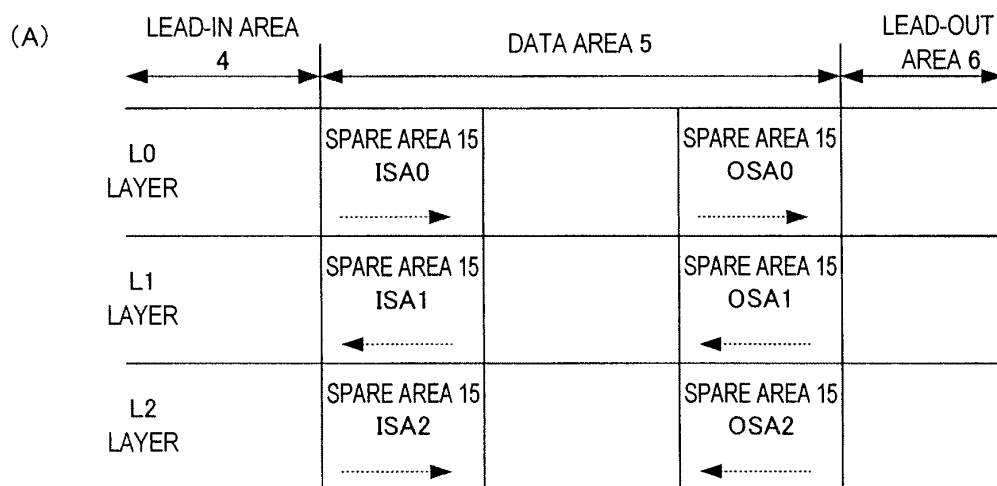 (A)
LEAD-IN AREA
4
DATA AREA 5
LEAD-OUT
AREA 6
L0
LAYER
SPARE AREA 15
ISA0
SPARE AREA 15
OSA0
L1
LAYER
SPARE AREA 15
ISA1
SPARE AREA 15
OSA1
L2
LAYER
SPARE AREA 15
ISA2
SPARE AREA 15
OSA2